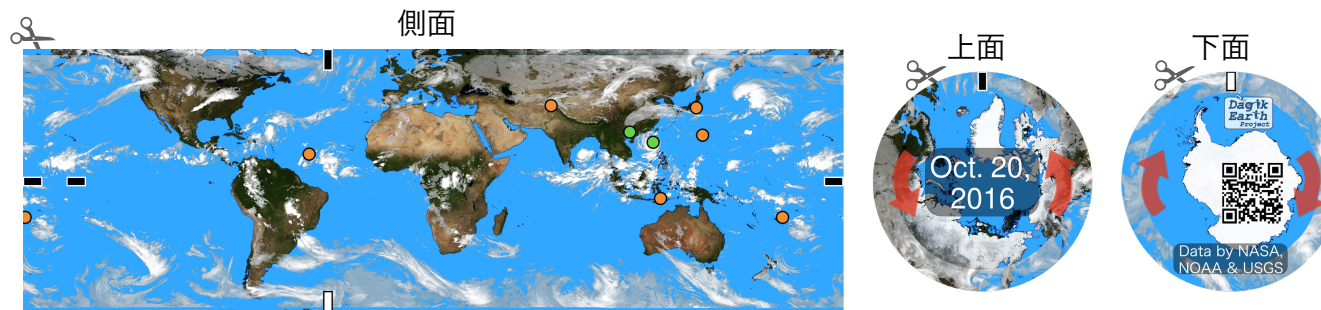 側面
上面
下面
Oct. 20,
2016
Dagik
Earth
Project
Data by NASA,
NOAA & USGS